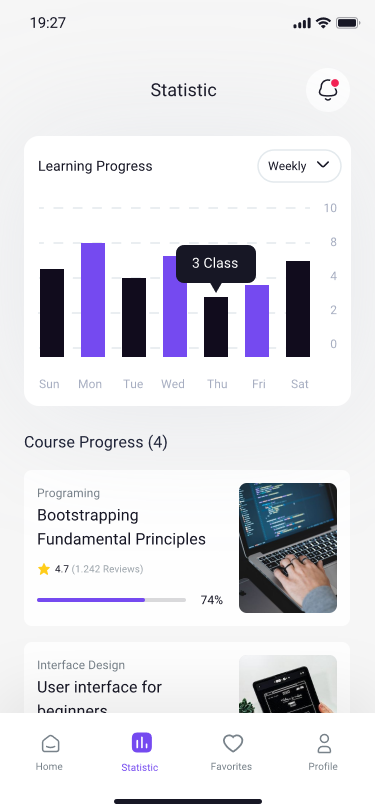 19:27
Statistic
Learning Progress
Weekly
10
8
4
2
0
3 Class
Sun Mon Tue Wed Thu Fri Sat
Course Progress (4)
Programing
Bootstrapping
Fundamental Principles
4.7 (1.242 Reviews)
74%
Interface Design
User interface for
beginners
Home Statistic Favorites Profile